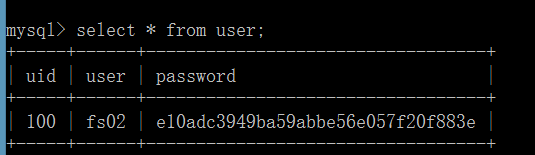 mysql> select * from user;
+------+------+----------------------------------+
| uid | user | password |
+------+------+----------------------------------+
| 100 | fs02 | e10adc3949ba59abbe56e057f20f883e |
+------+------+----------------------------------+